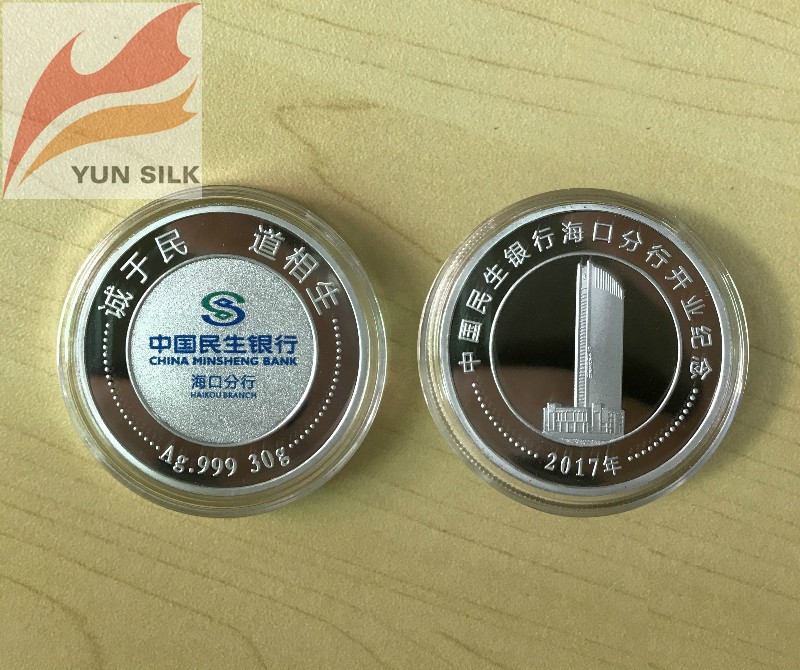 YUN SILK
诚于民 道相生
中国民生银行
CHINA MINSHENG BANK
海口分行
HAIKOU BRANCH
Ag.999 30g
中国民生银行海口分行开业纪念
2017年